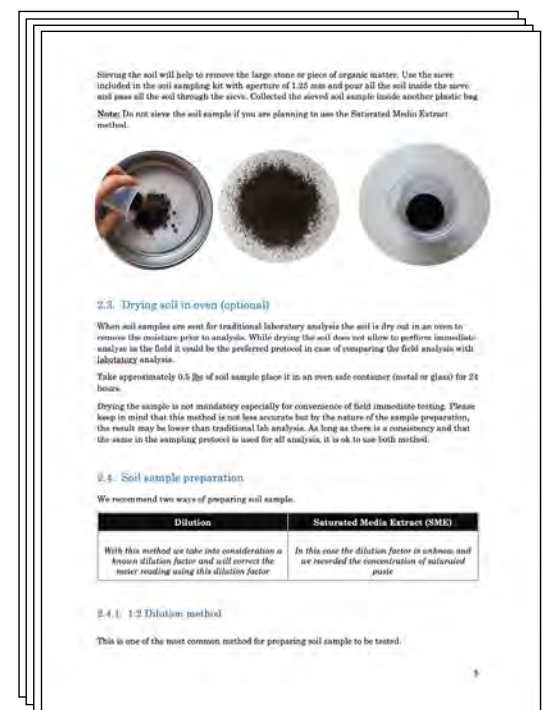 Sieving the soil will help to remove the large stone or piece of organic matter. Use the sieve
included in the soil sampling kit with aperture of 1.25 mm and pour all the soil inside the sieve
and pass all the soil through the sieve. Collected the sieved soil sample inside another plastic bag
Note: Do not sieve the soil sample if you are planning to use the Saturated Media Extract
method.
2.3. Drying soil in oven (optional)
When soil samples are sent for traditional laboratory analysis the soil is dry out in an oven to
remove the moisture prior to analysis. While drying the soil does not allow to perform immediate
analyse in the field it could be the preferred protocol in case of comparing the field analysis with
labotatory analysis.
Take approximately 0.5 lbs of soil sample place it in an oven safe container (metal or glass) for 24
hours.
Drying the sample is not mandatory especially for convenience of field immediate testing. Please
keep in mind that this method is not less accurate but by the nature of the sample preparation,
the result may be lower than traditional lab analysis. As long as there is a consistency and that
the same in the sampling protocol is used for all analysis, it is ok to use both method.
2.4. Soil sample preparation
We recommend two ways of preparing soil sample.
Dilution
Saturated Media Extract (SME)
With this method we take into consideration a
known dilution factor and will correct the
meter reading using this dilution factor
In this case the dilution factor is unknow and
we recorded the concentration of saturated
paste
2.4.1. 1:2 Dilution method
This is one of the most common method for preparing soil sample to be tested.
5